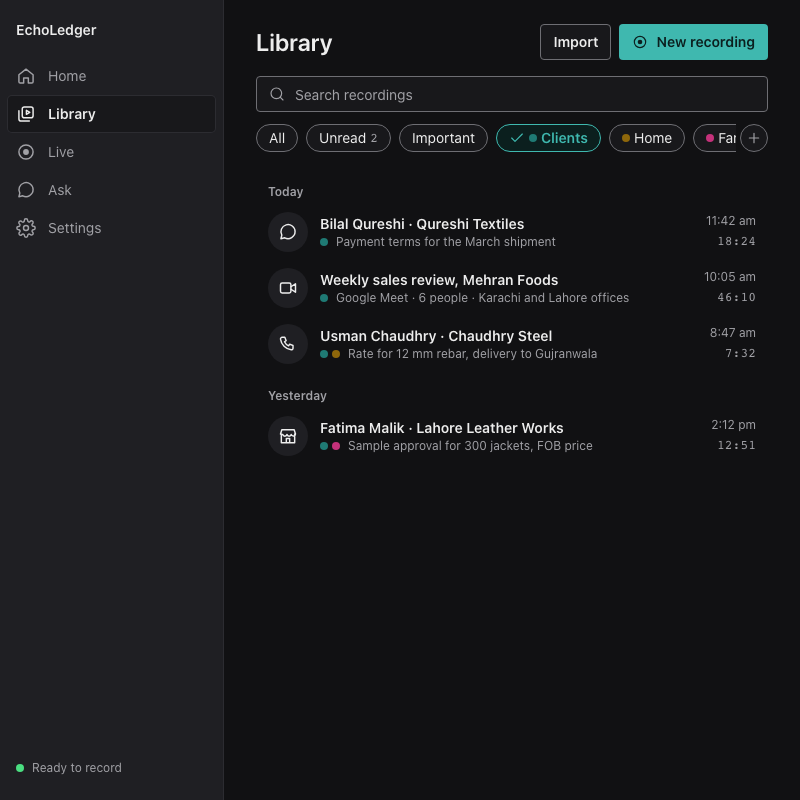 EchoLedger
Home
Library
Live
Ask
Settings
Ready to record
Library
Import
New recording
Search recordings
All
Unread 2
Important
Clients
Home
Today
Bilal Qureshi · Qureshi Textiles
11:42 am
Payment terms for the March shipment
18:24
Weekly sales review, Mehran Foods
10:05 am
Google Meet · 6 people · Karachi and Lahore offices
46:10
Usman Chaudhry · Chaudhry Steel
8:47 am
Rate for 12 mm rebar, delivery to Gujranwala
7:32
Yesterday
Fatima Malik · Lahore Leather Works
2:12 pm
Sample approval for 300 jackets, FOB price
12:51